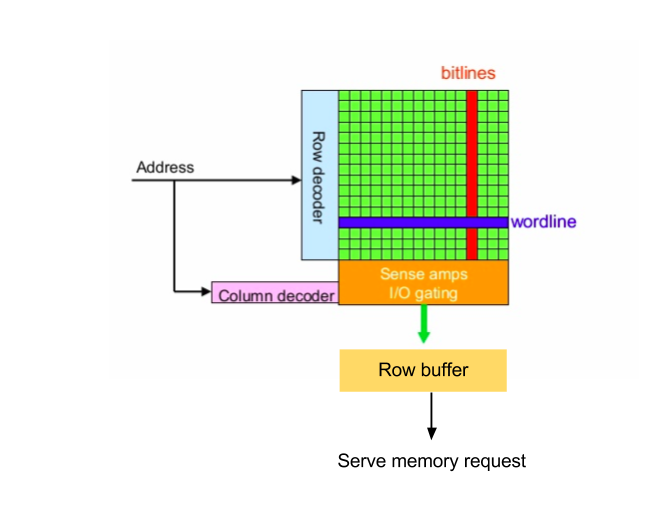 bitlines
Address
Row decoder
wordline
Sense amps
I/O gating
Column decoder
Row buffer
Serve memory request